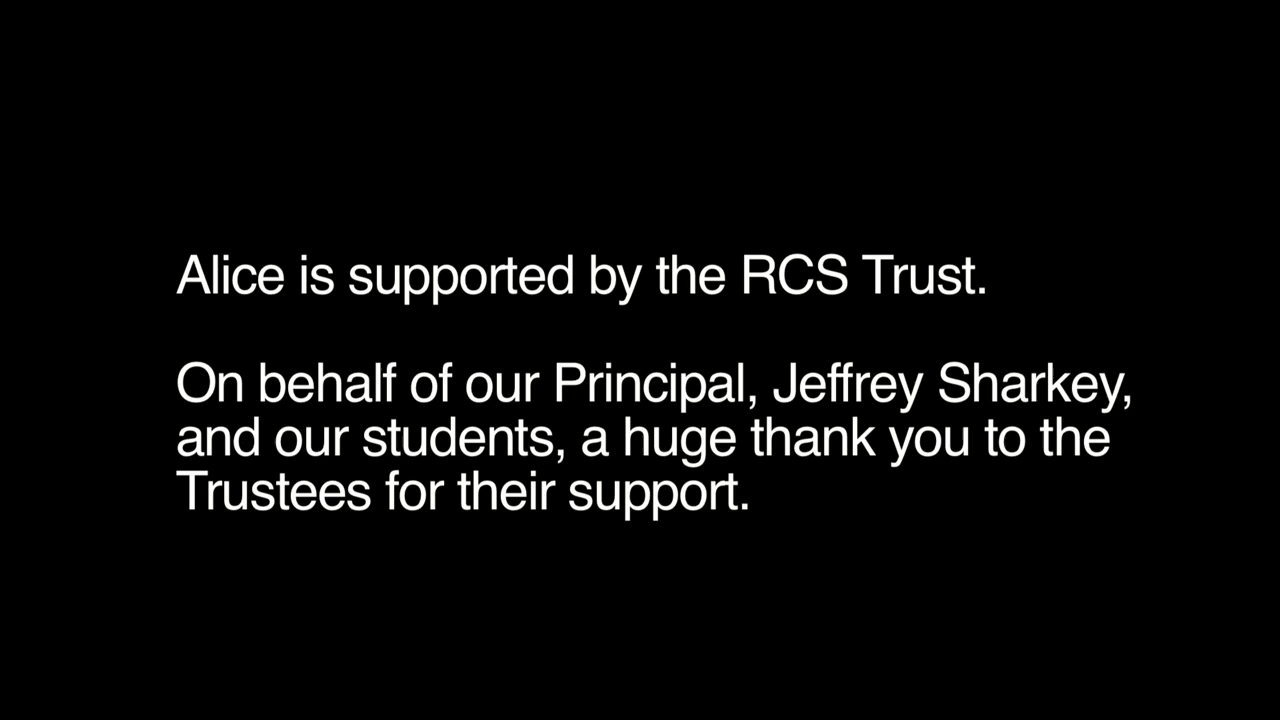 Alice is supported by the RCS Trust.
On behalf of our Principal, Jeffrey Sharkey,
and our students, a huge thank you to the
Trustees for their support.